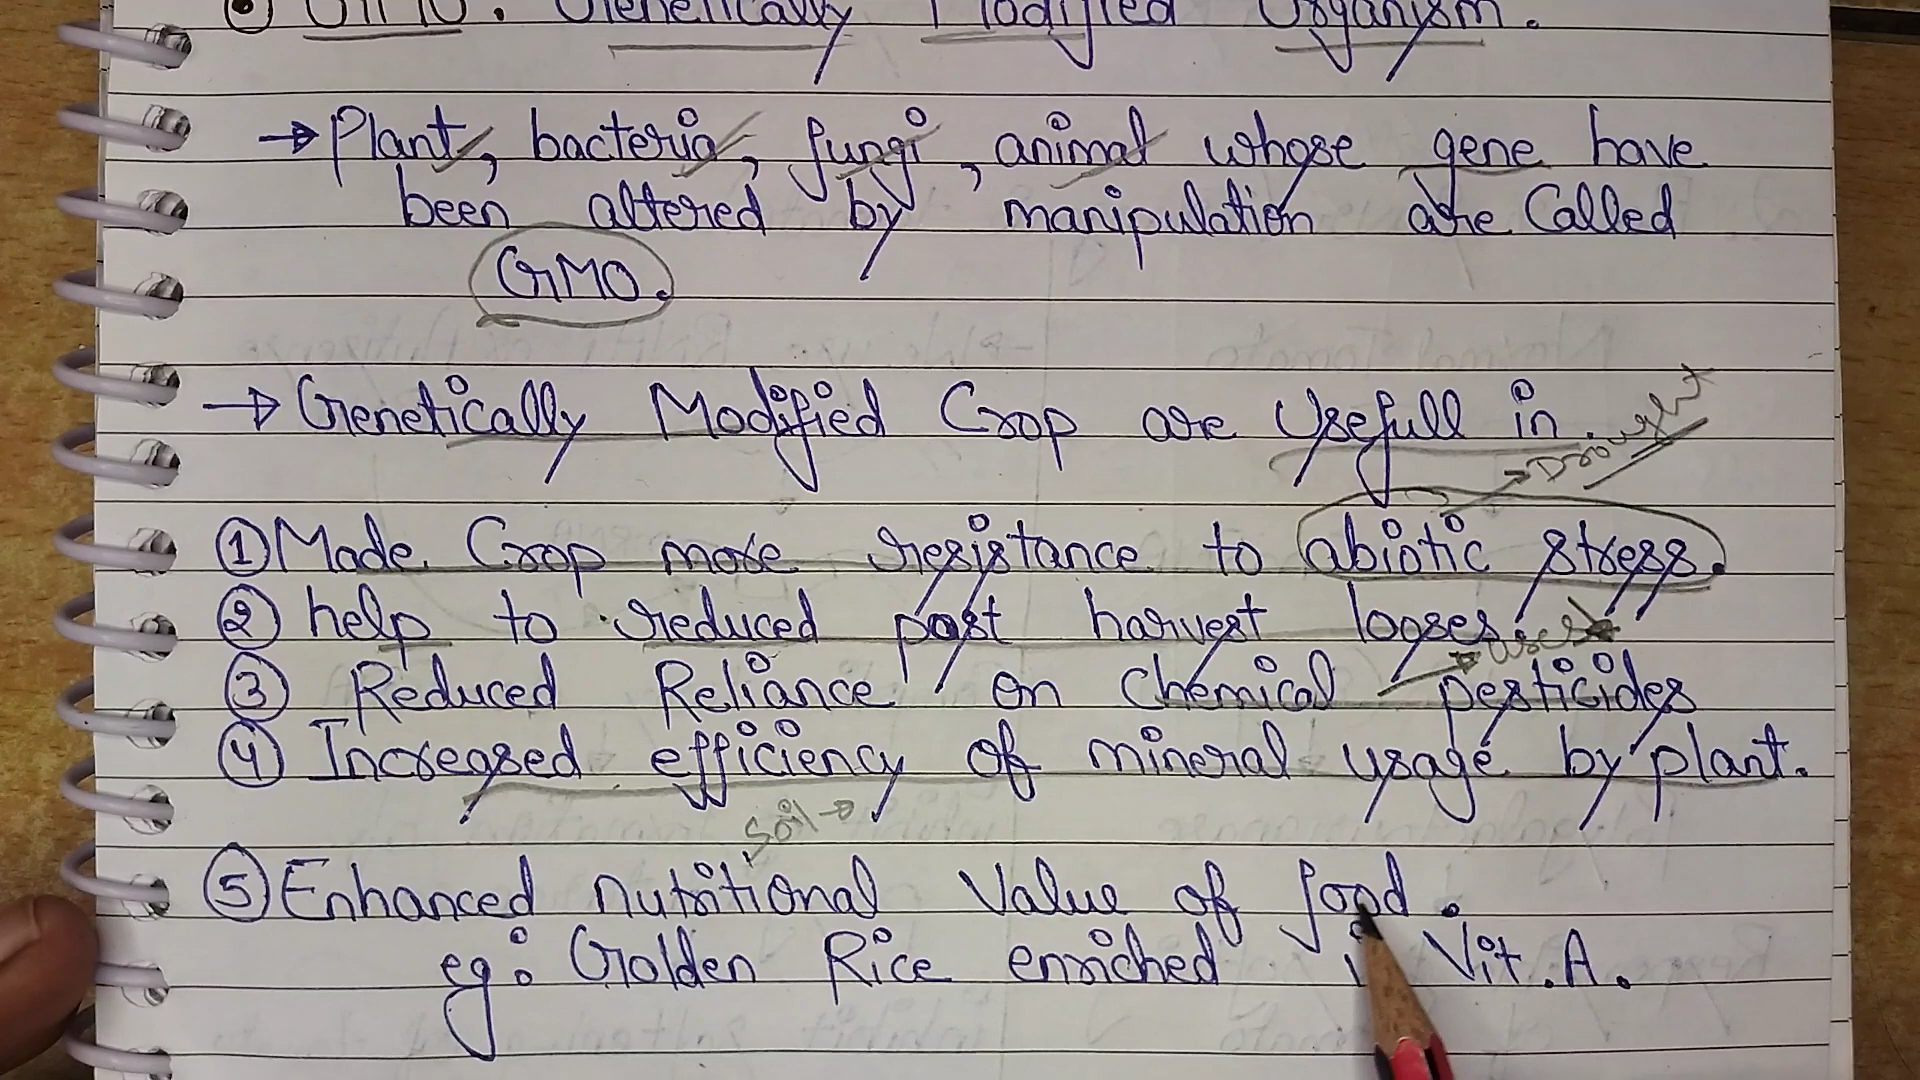 GMO: Genetically Modified Organism.
→ Plant, bacteria, fungi, animal whose gene have
been altered by manipulation are Called
GMO.
→ Genetically Modified Crop are Usefull in.
→ Drought
① Made Crop more resistance to abiotic stress.
② help to reduced post harvest looses
③ Reduced Reliance on Chemical pesticides
④ Increased efficiency of mineral usage by plant.
Soil →
⑤ Enhanced nutritional Value of food.
eg: Golden Rice enriched Vit. A.